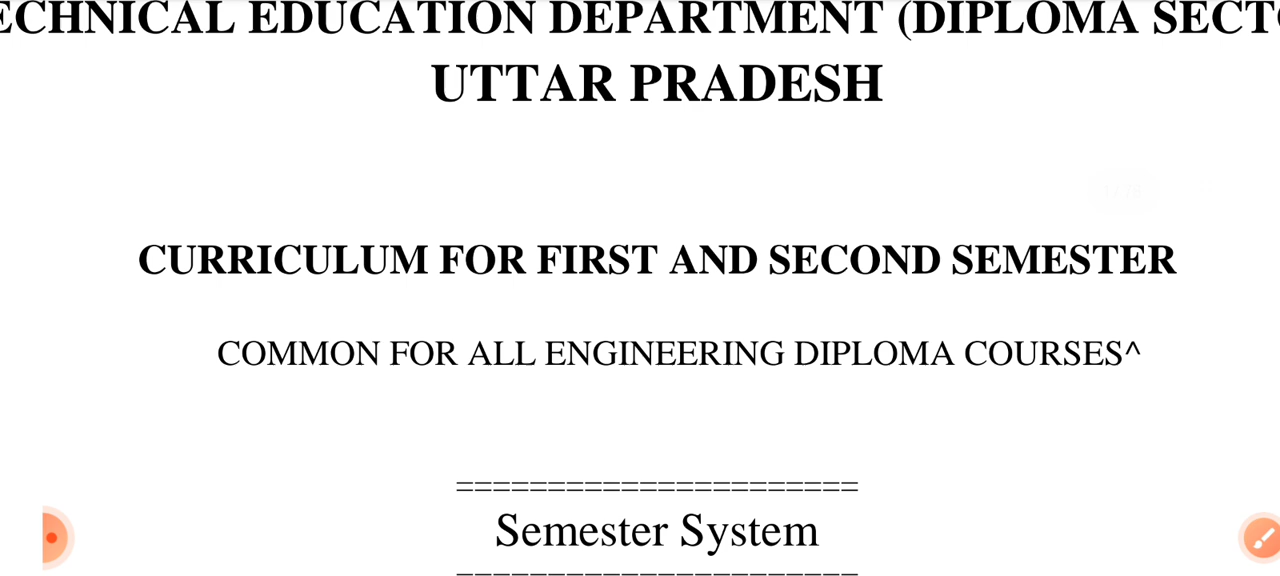 ECHNICAL EDUCATION DEPARTMENT (DIPLOMA SECTO
UTTAR PRADESH
CURRICULUM FOR FIRST AND SECOND SEMESTER
COMMON FOR ALL ENGINEERING DIPLOMA COURSES^
======================
Semester System